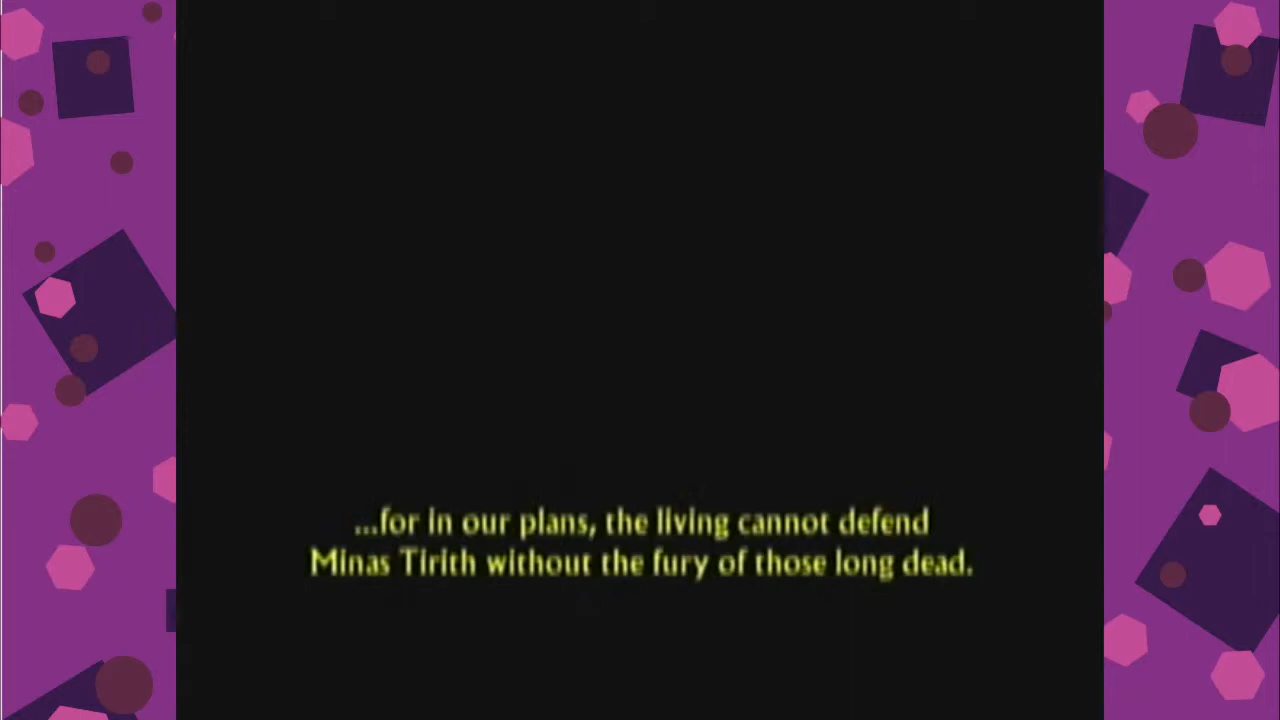 ...for in our plans, the living cannot defend
Minas Tirith without the fury of those long dead.